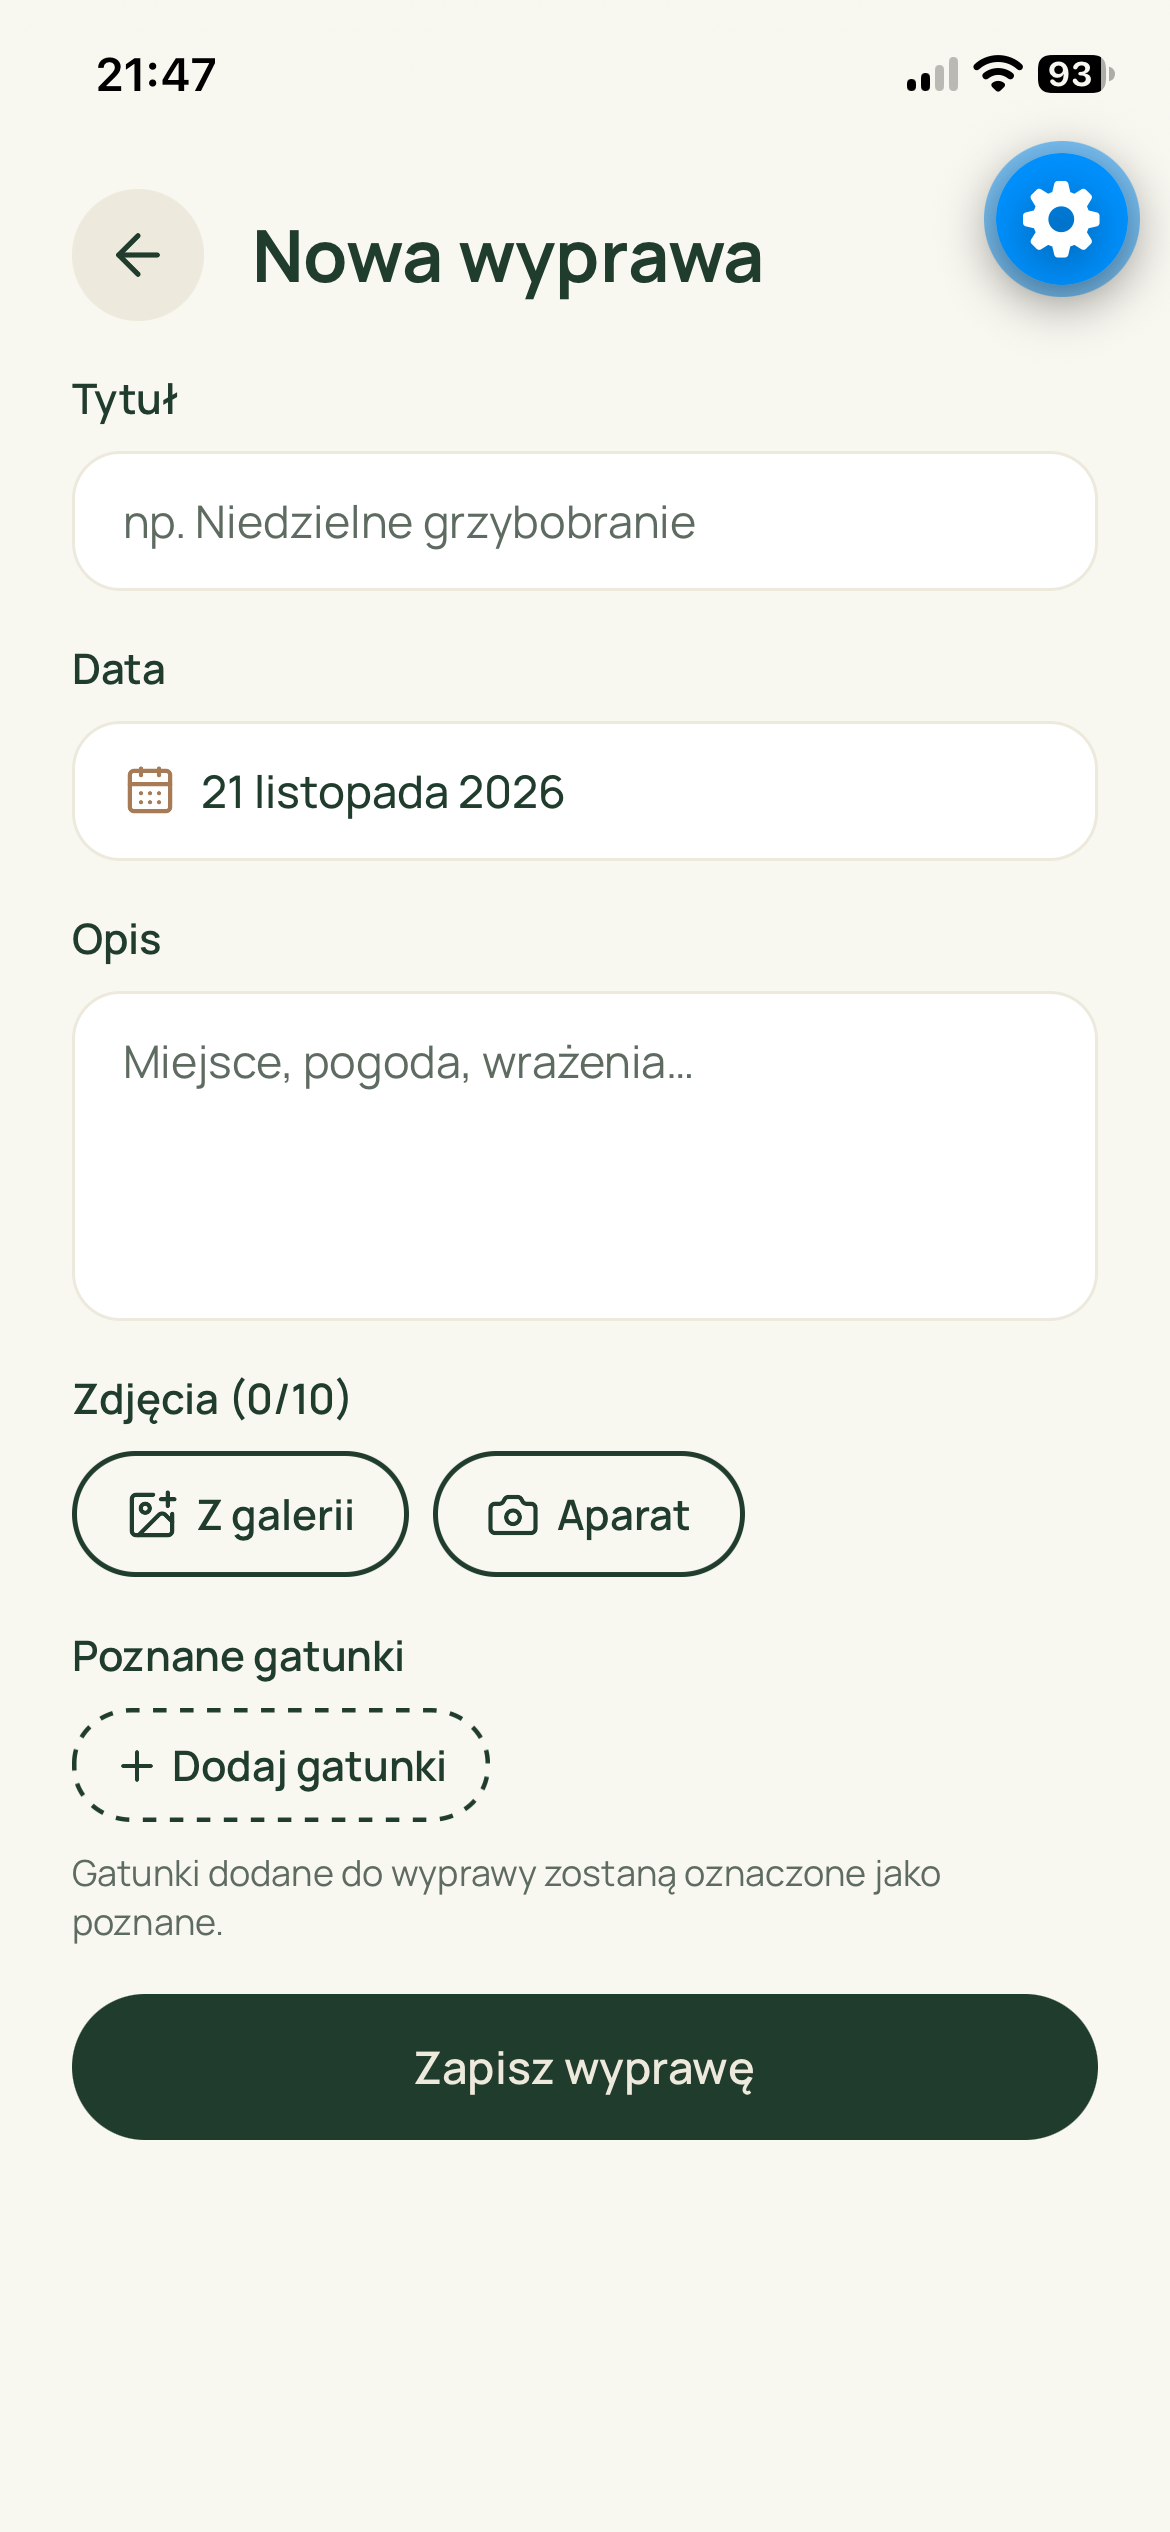 21:47
93
Nowa wyprawa
Tytuł
np. Niedzielne grzybobranie
Data
21 listopada 2026
Opis
Miejsce, pogoda, wrażenia...
Zdjęcia (0/10)
Z galerii
Aparat
Poznane gatunki
+ Dodaj gatunki
Gatunki dodane do wyprawy zostaną oznaczone jako
poznane.
Zapisz wyprawę